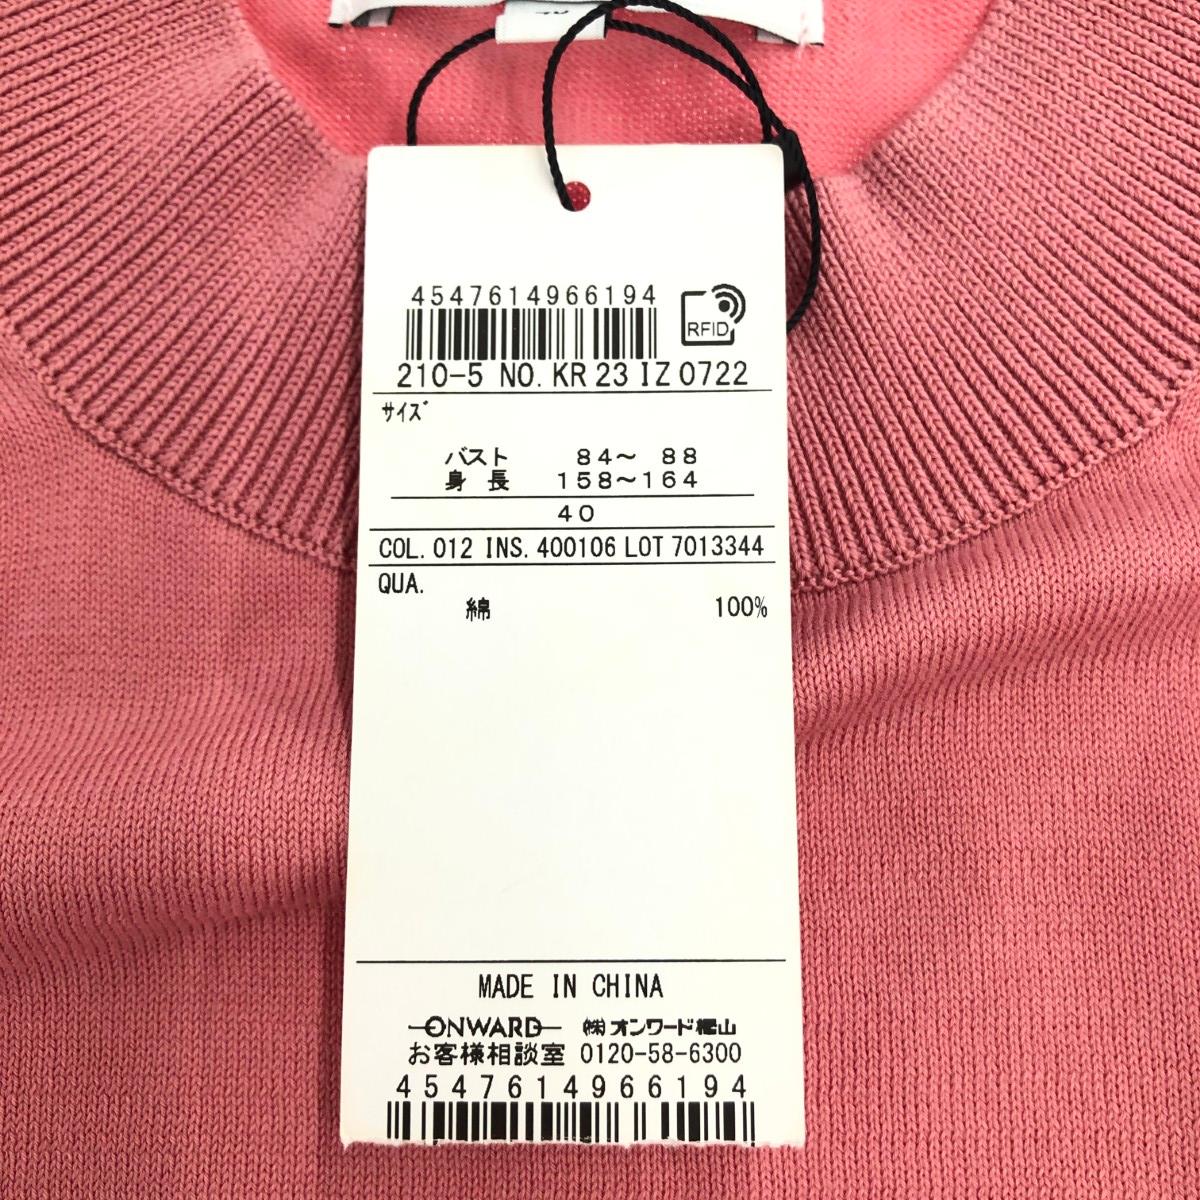 4547614966194
RFID
210-5 NO. KR 23 IZ 0722
サイズ
バスト 84〜 88
身 長 158〜164
40
COL. 012 INS. 400106 LOT 7013344
QUA.
綿 100%
MADE IN CHINA
ONWARD ㈱オンワード樫山
お客様相談室 0120-58-6300
4547614966194